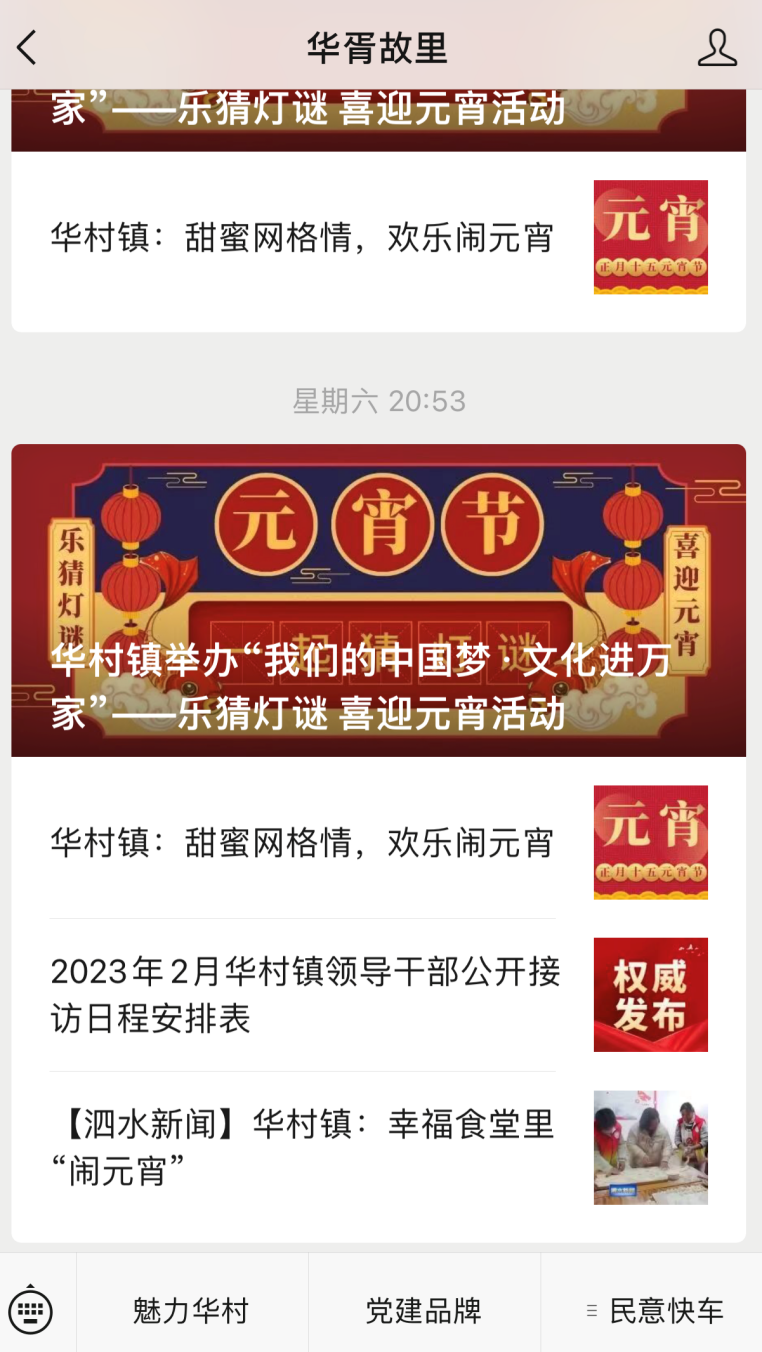 华胥故里
家”——乐猜灯谜 喜迎元宵活动
华村镇：甜蜜网格情，欢乐闹元宵
元宵
正月十五元宵节
星期六 20:53
元宵节
乐猜灯谜
喜迎元宵
一起猜灯谜
华村镇举办“我们的中国梦·文化进万
家”——乐猜灯谜 喜迎元宵活动
华村镇：甜蜜网格情，欢乐闹元宵
元宵
正月十五元宵节
2023年2月华村镇领导干部公开接
访日程安排表
权威
发布
【泗水新闻】华村镇：幸福食堂里
“闹元宵”
魅力华村
党建品牌
民意快车